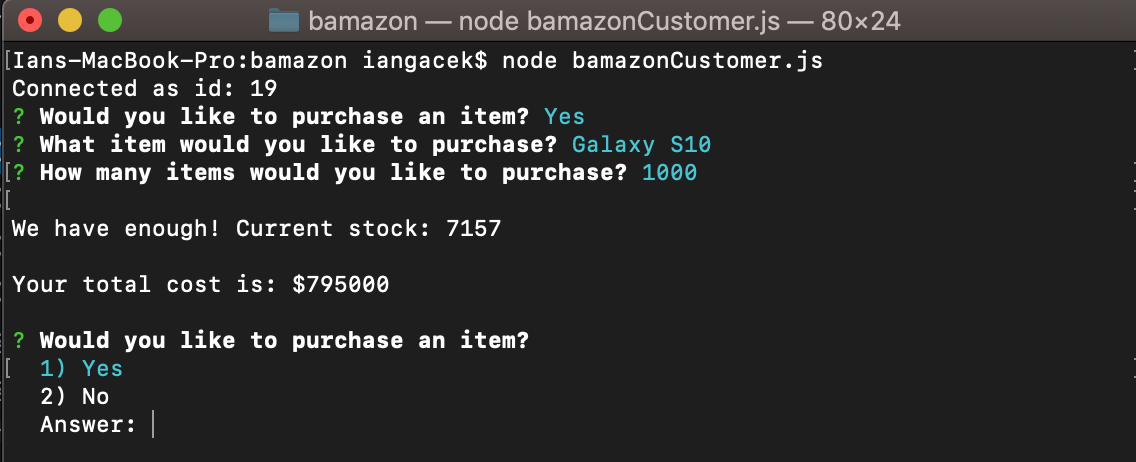 bamazon — node bamazonCustomer.js — 80×24
[Ians-MacBook-Pro:bamazon iangacek$ node bamazonCustomer.js
Connected as id: 19
? Would you like to purchase an item? Yes
? What item would you like to purchase? Galaxy S10
[? How many items would you like to purchase? 1000
[
We have enough! Current stock: 7157
Your total cost is: $795000
? Would you like to purchase an item?
[ 1) Yes
2) No
Answer: